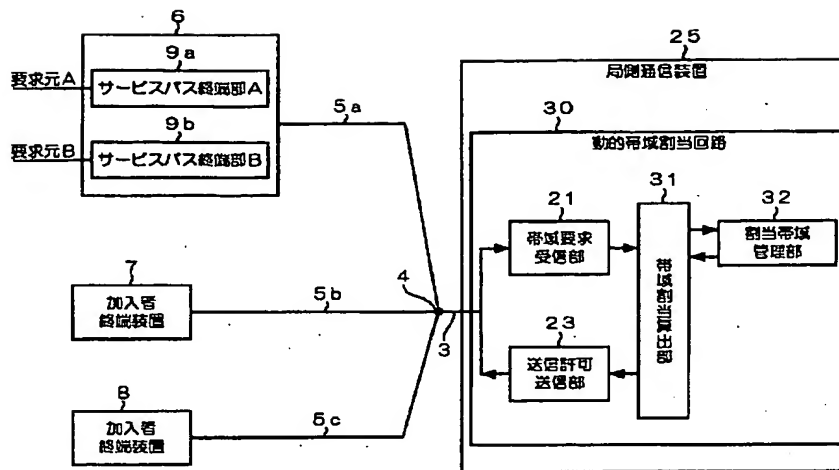 6
25
9a
局側通信装置
要求元A
サービスパス終端部A
5a
30
9b
動的帯域割当回路
要求元B
サービスパス終端部B
31
21
32
帯域要求
受信部
割当帯域
管理部
7
4
加入者
終端装置
5b
3
帯域割当算出部
23
送信許可
送信部
8
加入者
終端装置
5c